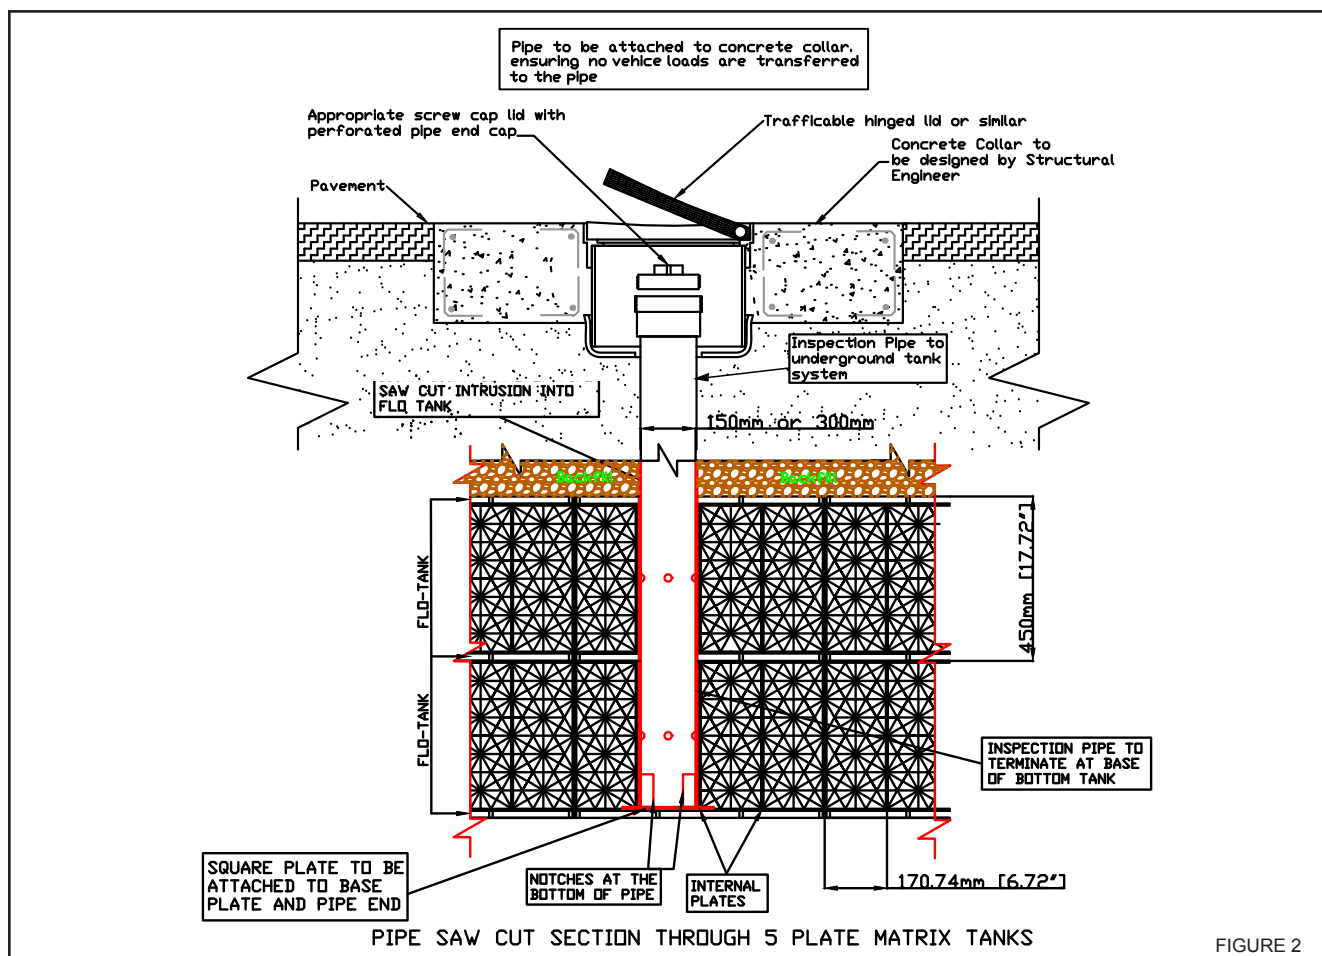 Pipe to be attached to concrete collar.
ensuring no vehice loads are transferred
to the pipe
Appropriate screw cap lid with
perforated pipe end cap
Trafficable hinged lid or similar
Concrete Collar to
be designed by Structural
Engineer
Pavement
Inspection Pipe to
underground tank
system
SAW CUT INTRUSION INTO
FLO TANK
150mm or 300mm
Backfill
Backfill
FLO-TANK
450mm [17.72"]
FLO-TANK
INSPECTION PIPE TO
TERMINATE AT BASE
OF BOTTOM TANK
SQUARE PLATE TO BE
ATTACHED TO BASE
PLATE AND PIPE END
NOTCHES AT THE
BOTTOM OF PIPE
INTERNAL
PLATES
170.74mm [6.72"]
PIPE SAW CUT SECTION THROUGH 5 PLATE MATRIX TANKS
FIGURE 2